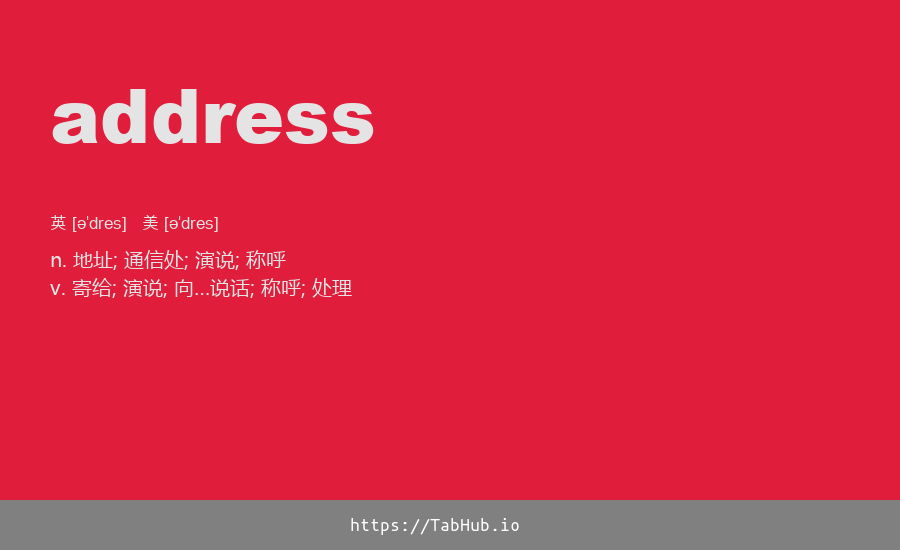 address
英 [əˈdres] 美 [əˈdres]
n. 地址; 通信处; 演说; 称呼
v. 寄给; 演说; 向...说话; 称呼; 处理
https://TabHub.io